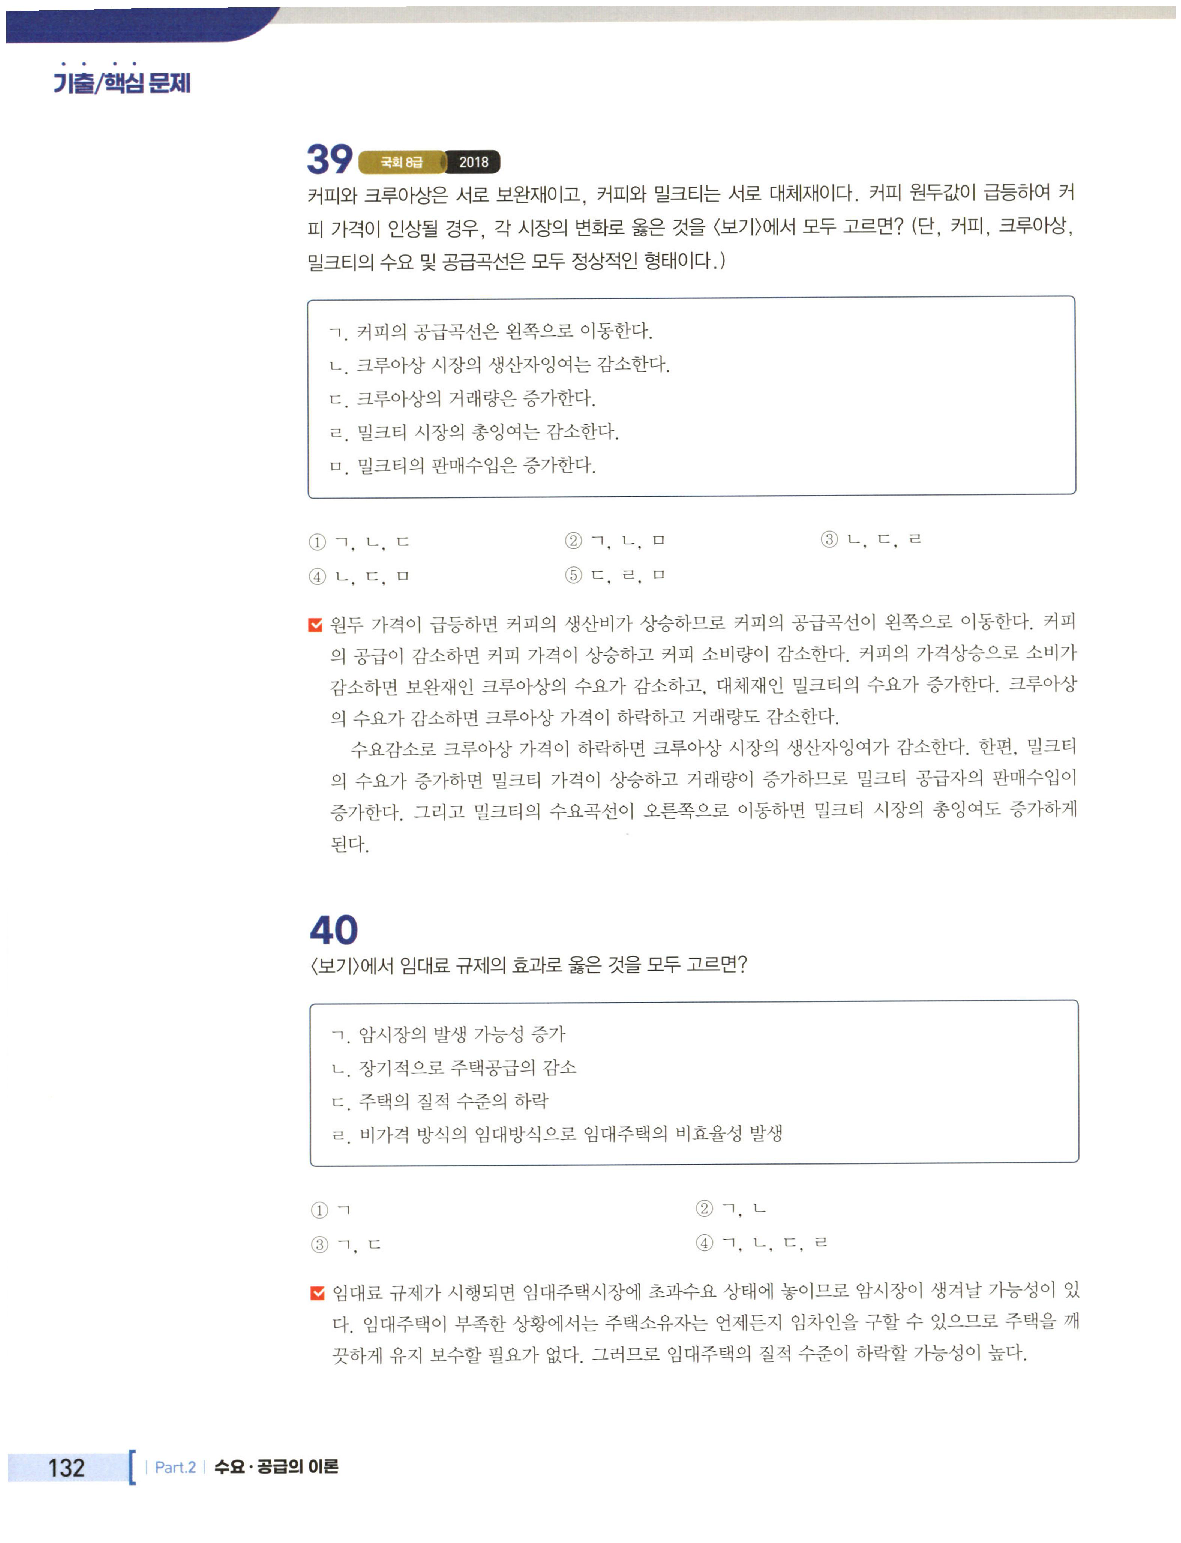 기출/핵심 문제
39 국회 8급 2018
커피와 크루아상은 서로 보완재이고, 커피와 밀크티는 서로 대체재이다. 커피 원두값이 급등하여 커
피 가격이 인상될 경우, 각 시장의 변화로 옳은 것을 〈보기〉에서 모두 고르면? (단, 커피, 크루아상,
밀크티의 수요 및 공급곡선은 모두 정상적인 형태이다.)
ㄱ. 커피의 공급곡선은 왼쪽으로 이동한다.
ㄴ. 크루아상 시장의 생산자잉여는 감소한다.
ㄷ. 크루아상의 거래량은 증가한다.
ㄹ. 밀크티 시장의 총잉여는 감소한다.
ㅁ. 밀크티의 판매수입은 증가한다.
① ㄱ, ㄴ, ㄷ ② ㄱ, ㄴ, ㅁ ③ ㄴ, ㄷ, ㄹ
④ ㄴ, ㄷ, ㅁ ⑤ ㄷ, ㄹ, ㅁ
원두 가격이 급등하면 커피의 생산비가 상승하므로 커피의 공급곡선이 왼쪽으로 이동한다. 커피
의 공급이 감소하면 커피 가격이 상승하고 커피 소비량이 감소한다. 커피의 가격상승으로 소비가
감소하면 보완재인 크루아상의 수요가 감소하고, 대체재인 밀크티의 수요가 증가한다. 크루아상
의 수요가 감소하면 크루아상 가격이 하락하고 거래량도 감소한다.
수요감소로 크루아상 가격이 하락하면 크루아상 시장의 생산자잉여가 감소한다. 한편, 밀크티
의 수요가 증가하면 밀크티 가격이 상승하고 거래량이 증가하므로 밀크티 공급자의 판매수입이
증가한다. 그리고 밀크티의 수요곡선이 오른쪽으로 이동하면 밀크티 시장의 총잉여도 증가하게
된다.
40
〈보기〉에서 임대료 규제의 효과로 옳은 것을 모두 고르면?
ㄱ. 암시장의 발생 가능성 증가
ㄴ. 장기적으로 주택공급의 감소
ㄷ. 주택의 질적 수준의 하락
ㄹ. 비가격 방식의 임대방식으로 임대주택의 비효율성 발생
① ㄱ ② ㄱ, ㄴ
③ ㄱ, ㄷ ④ ㄱ, ㄴ, ㄷ, ㄹ
임대료 규제가 시행되면 임대주택시장에 초과수요 상태에 놓이므로 암시장이 생겨날 가능성이 있
다. 임대주택이 부족한 상황에서는 주택소유자는 언제든지 임차인을 구할 수 있으므로 주택을 깨
끗하게 유지 보수할 필요가 없다. 그러므로 임대주택의 질적 수준이 하락할 가능성이 높다.
132 | Part.2 | 수요·공급의 이론